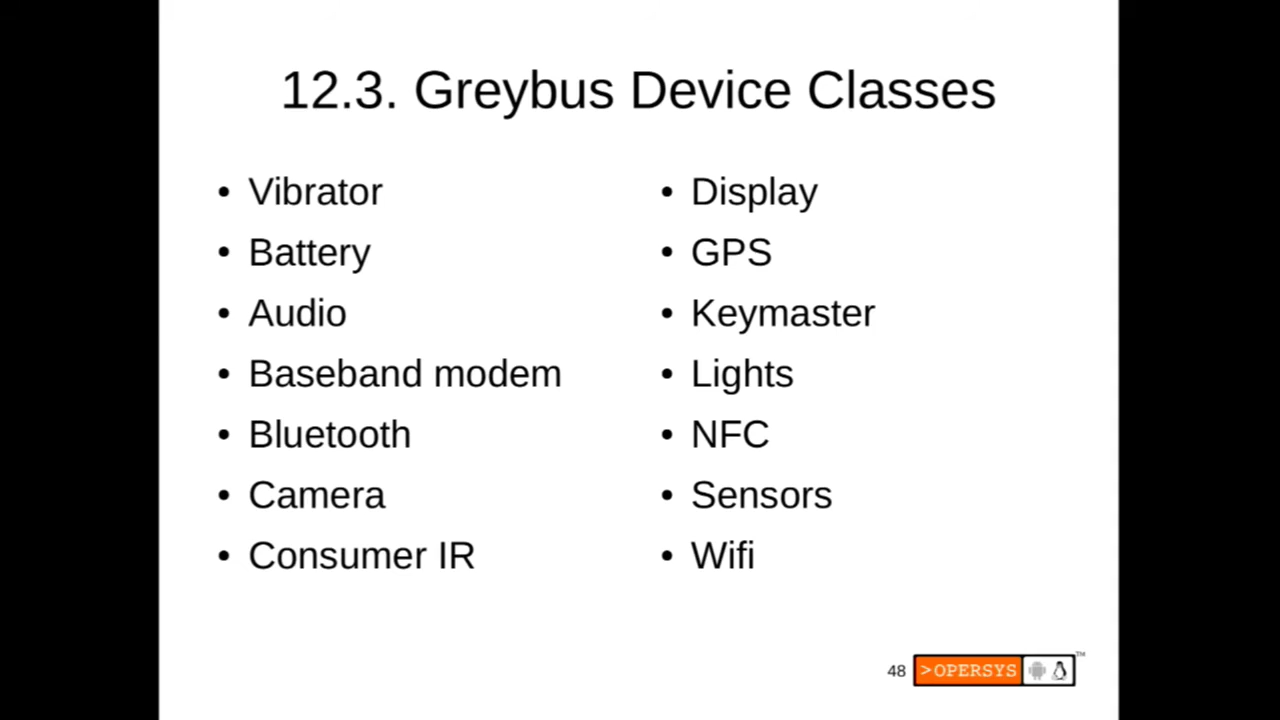 12.3. Greybus Device Classes
• Vibrator
• Battery
• Audio
• Baseband modem
• Bluetooth
• Camera
• Consumer IR
• Display
• GPS
• Keymaster
• Lights
• NFC
• Sensors
• Wifi
48
>OPERSYS
TM